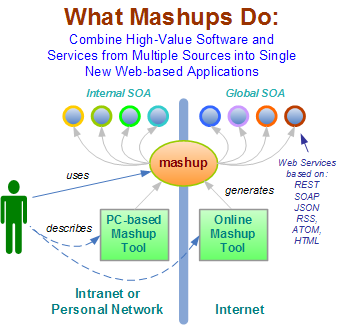 What Mashups Do:
Combine High-Value Software and
Services from Multiple Sources into Single
New Web-based Applications
Internal SOA
Global SOA
mashup
Web Services
based on:
REST
SOAP
JSON
RSS,
ATOM,
HTML
uses
generates
describes
PC-based
Mashup
Tool
Online
Mashup
Tool
Intranet or
Personal Network
Internet